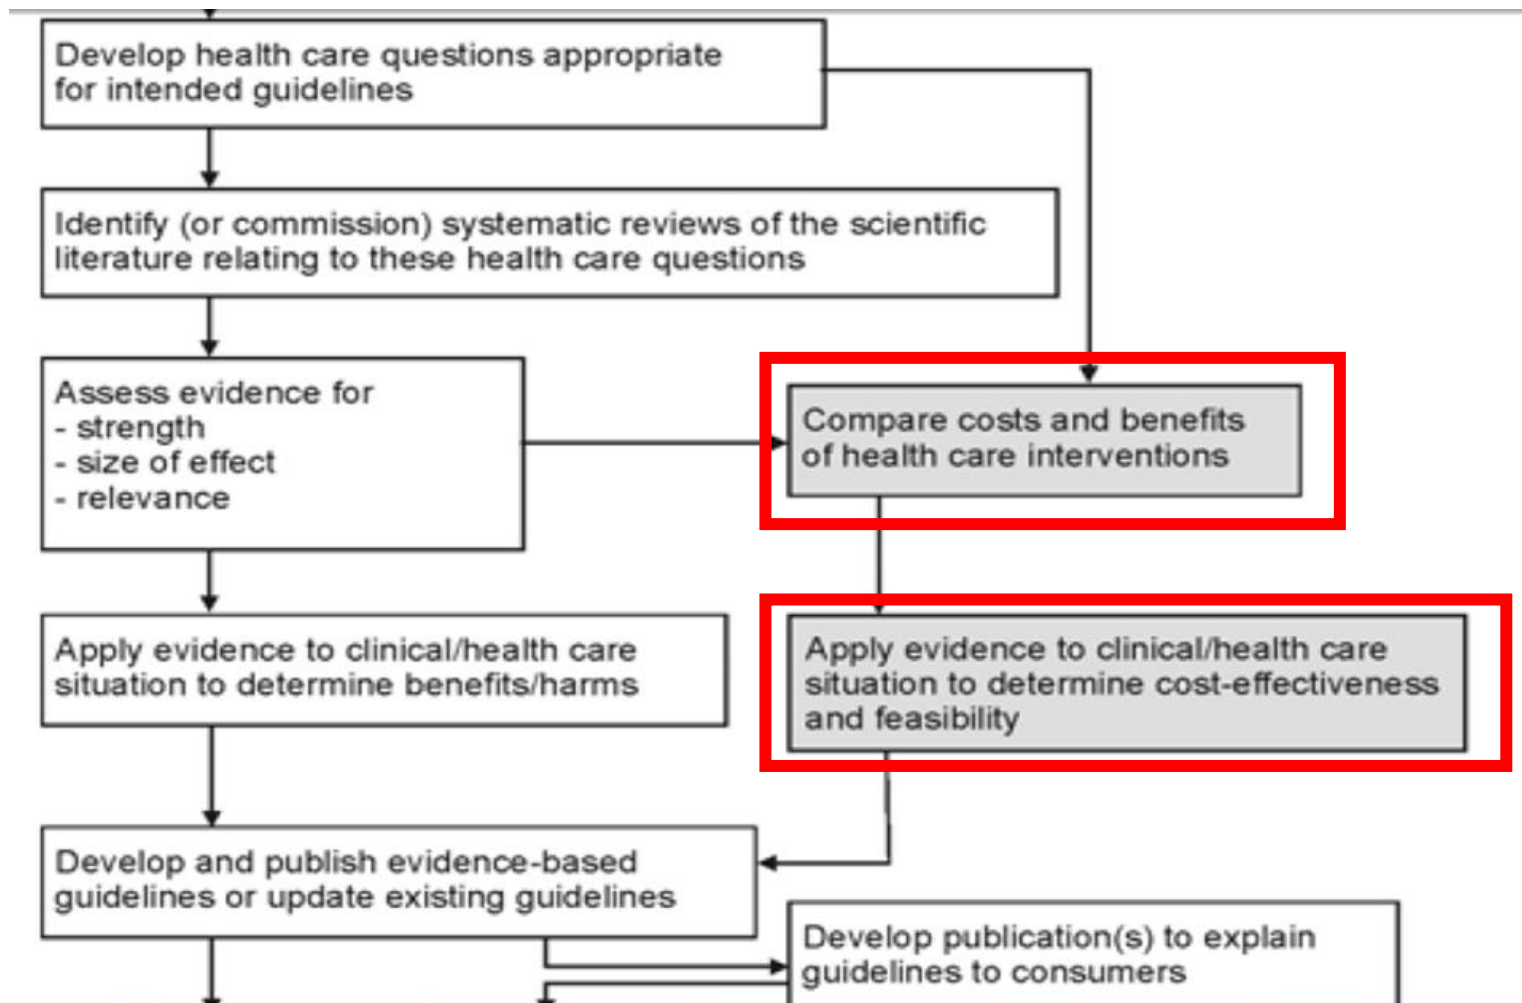 Develop health care questions appropriate
for intended guidelines
Identify (or commission) systematic reviews of the scientific
literature relating to these health care questions
Assess evidence for
- strength
- size of effect
- relevance
Compare costs and benefits
of health care interventions
Apply evidence to clinical/health care
situation to determine benefits/harms
Apply evidence to clinical/health care
situation to determine cost-effectiveness
and feasibility
Develop and publish evidence-based
guidelines or update existing guidelines
Develop publication(s) to explain
guidelines to consumers